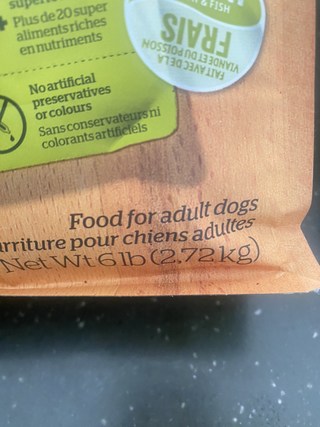 Plus de 20 super
aliments riches
en nutriments
FRAIS
VIANDE ET DU POISSON
FAIT AVEC DE LA
No artificial
preservatives
or colours
Sans conservateurs ni
colorants artificiels
Food for adult dogs
pour chiens adultes
Net Wt 6 lb (2.72 kg)